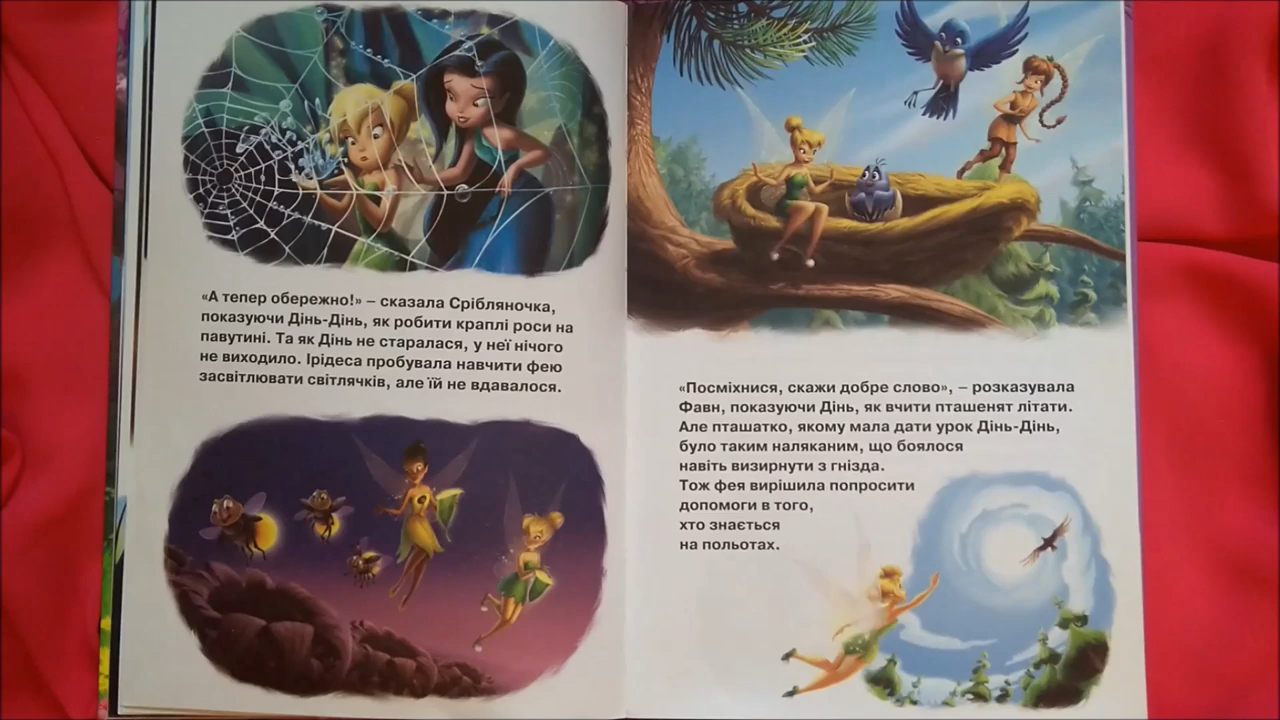 «А тепер обережно!» – сказала Срібляночка,
показуючи Дінь-Дінь, як робити краплі роси на
павутині. Та як Дінь не старалася, у неї нічого
не виходило. Ірідеса пробувала навчити фею
засвітлювати світлячків, але їй не вдавалося.
«Посміхнися, скажи добре слово», – розказувала
Фавн, показуючи Дінь, як вчити пташенят літати.
Але пташатко, якому мала дати урок Дінь-Дінь,
було таким наляканим, що боялося
навіть визирнути з гнізда.
Тож фея вирішила попросити
допомоги в того,
хто знається
на польотах.